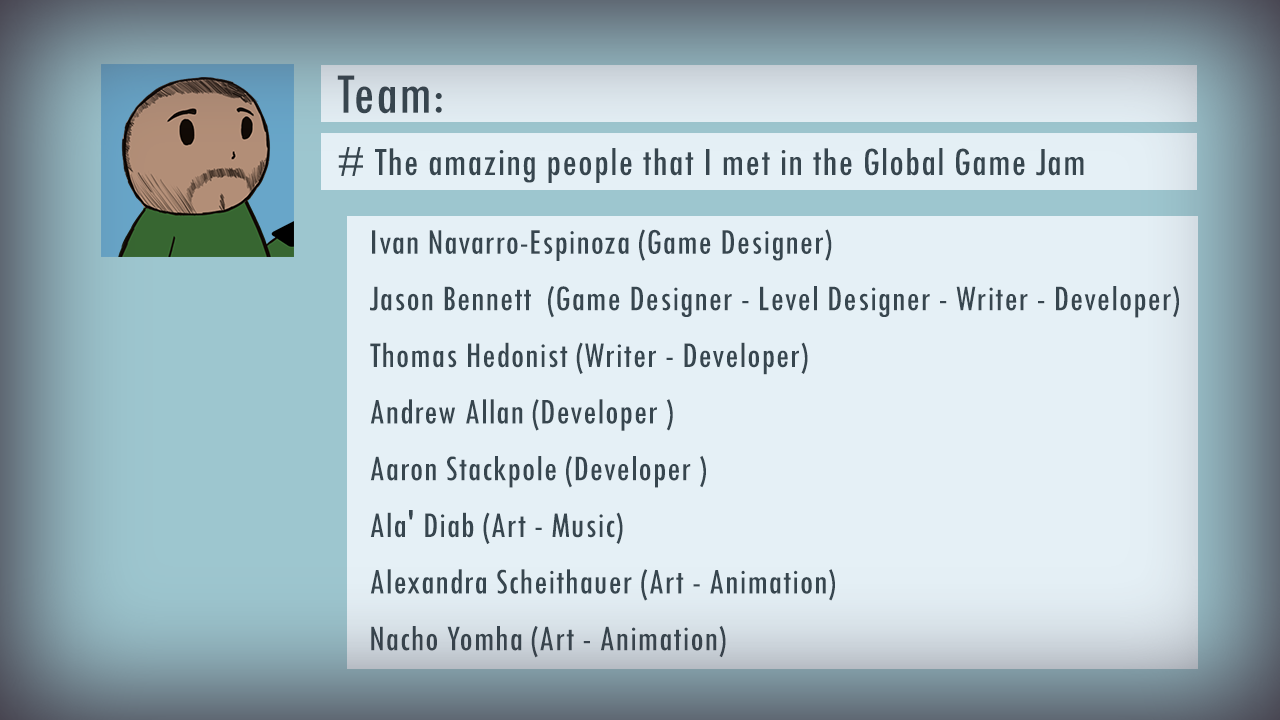 Team:
# The amazing people that I met in the Global Game Jam
Ivan Navarro-Espinoza (Game Designer)
Jason Bennett (Game Designer - Level Designer - Writer - Developer)
Thomas Hedonist (Writer - Developer)
Andrew Allan (Developer )
Aaron Stackpole (Developer )
Ala' Diab (Art - Music)
Alexandra Scheithauer (Art - Animation)
Nacho Yomha (Art - Animation)